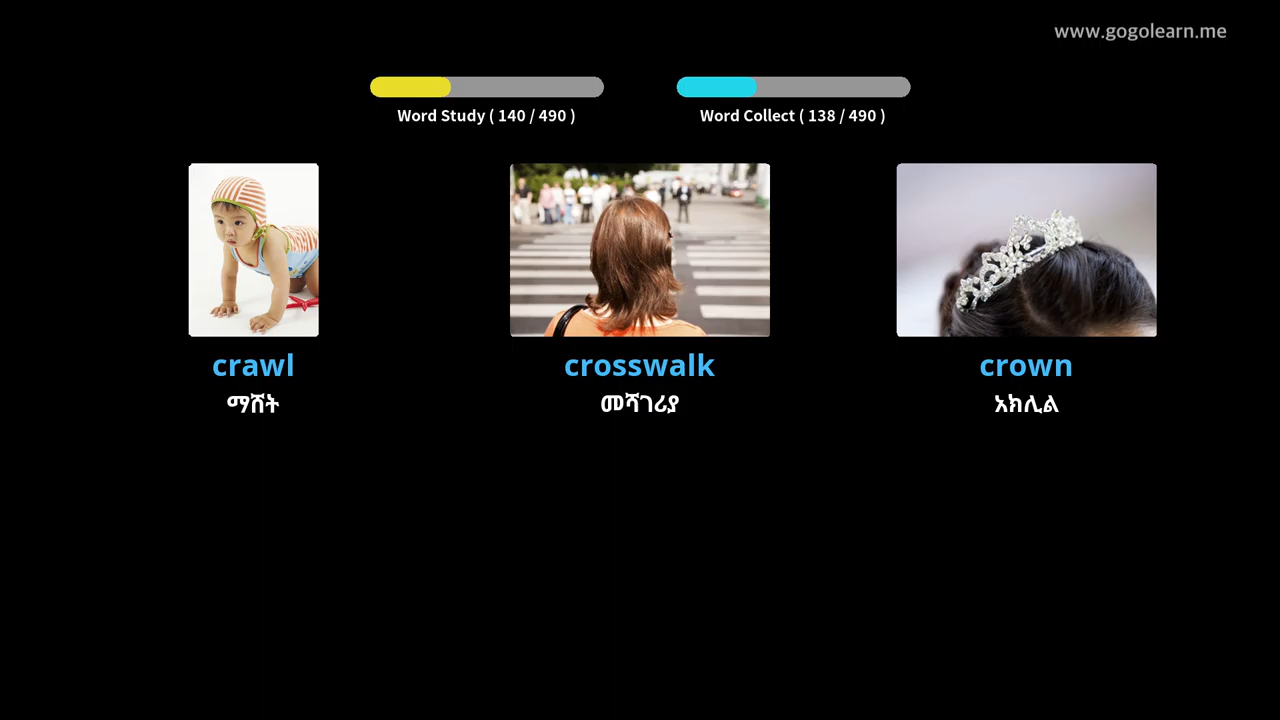 www.gogolearn.me
Word Study ( 140 / 490 )
Word Collect ( 138 / 490 )
crawl
ማሸት
crosswalk
መሻገሪያ
crown
አክሊል